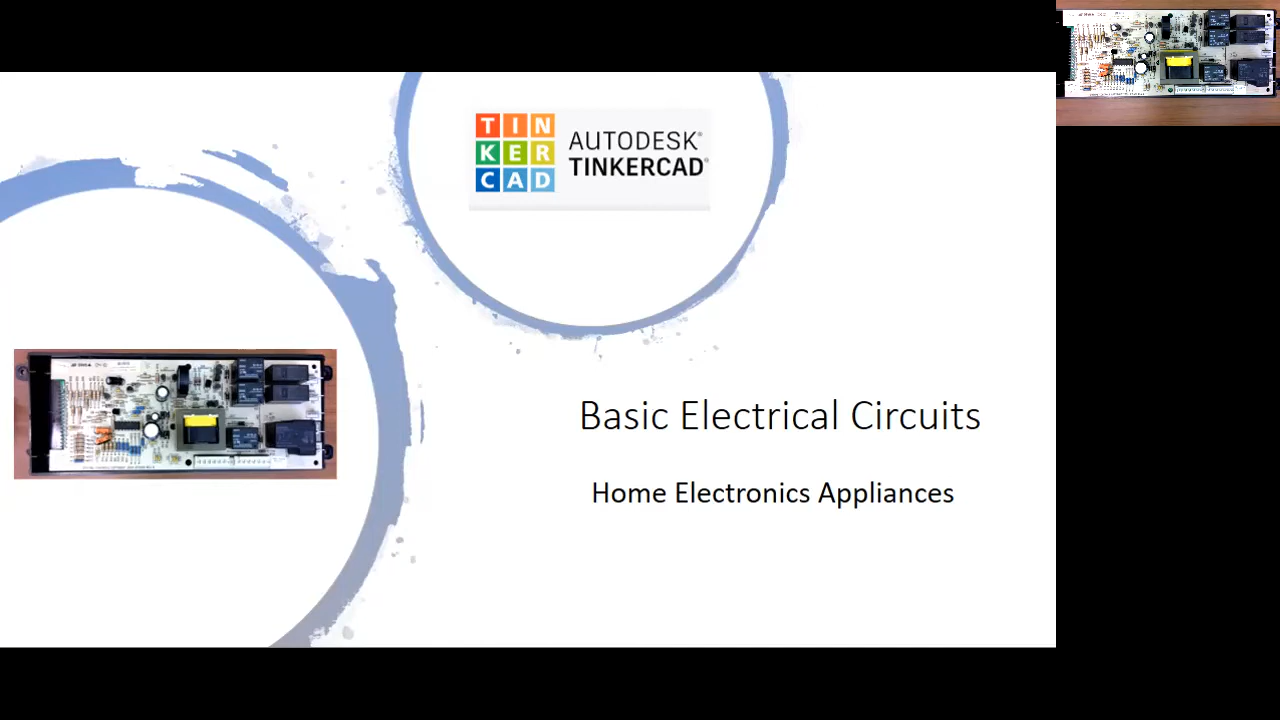 TIN
KER
CAD
AUTODESK®
TINKERCAD®
Basic Electrical Circuits
Home Electronics Appliances